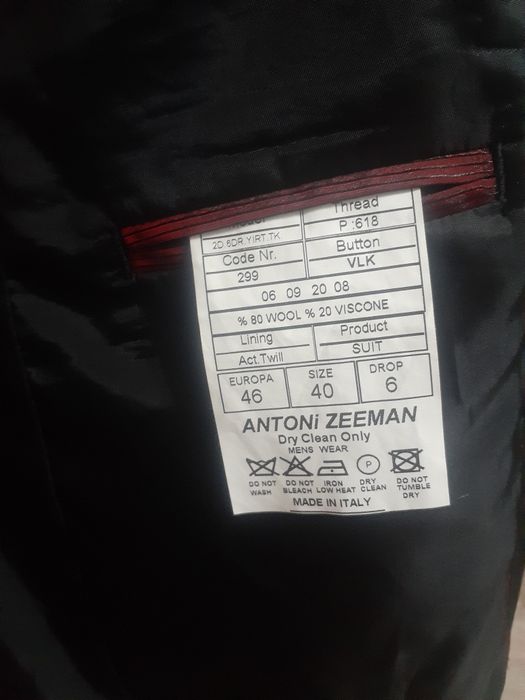 Thread
2D 6DR.YIRT.TK.
P :618
Code Nr.
Button
299
VLK
06 09 20 08
% 80 WOOL % 20 VISCONE
Lining
Product
Act.Twill
SUIT
EUROPA
SIZE
DROP
46
40
6
ANTONi ZEEMAN
Dry Clean Only
MENS WEAR
DO NOT WASH
DO NOT BLEACH
IRON LOW HEAT
DRY CLEAN
DO NOT TUMBLE DRY
MADE IN ITALY